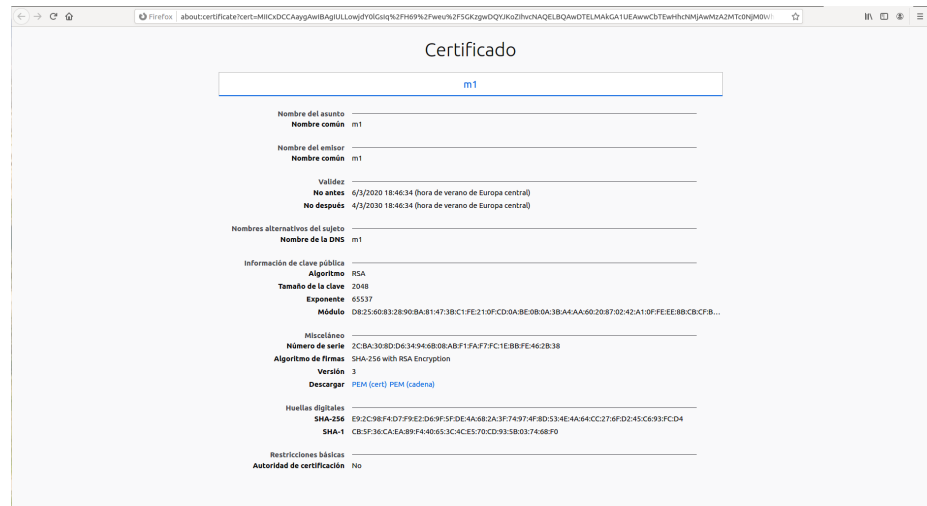 Firefox about:certificate?cert=MIICxDCCAaygAwIBAgIULLowjdY0lGsIq%2FH69%2Fweu%2F5GKzgwDQYJKoZIhvcNAQELBQAwDTELMAkGA1UEAwwCbTEwHhcNMjAwMzA2MTc0NjM0W
Certificado
m1
Nombre del asunto
Nombre común m1
Nombre del emisor
Nombre común m1
Validez
No antes 6/3/2020 18:46:34 (hora de verano de Europa central)
No después 4/3/2030 18:46:34 (hora de verano de Europa central)
Nombres alternativos del sujeto
Nombre de la DNS m1
Información de clave pública
Algoritmo RSA
Tamaño de la clave 2048
Exponente 65537
Módulo D8:25:60:83:28:90:BA:81:47:3B:C1:FE:21:0F:CD:0A:BE:0B:0A:3B:A4:AA:60:20:87:02:42:A1:0F:FE:EE:8B:CB:CF:B...
Misceláneo
Número de serie 2C:BA:30:8D:D6:34:94:6B:08:AB:F1:FA:F7:FC:1E:BB:FE:46:2B:38
Algoritmo de firmas SHA-256 with RSA Encryption
Versión 3
Descargar PEM (cert) PEM (cadena)
Huellas digitales
SHA-256 E9:2C:98:F4:D7:F9:E2:D6:9F:5F:DE:4A:68:2A:3F:74:97:4F:8D:53:4E:4A:64:CC:27:6F:D2:45:C6:93:FC:D4
SHA-1 CB:5F:36:CA:EA:89:F4:40:65:3C:4C:E5:70:CD:93:5B:03:74:68:F0
Restricciones básicas
Autoridad de certificación No